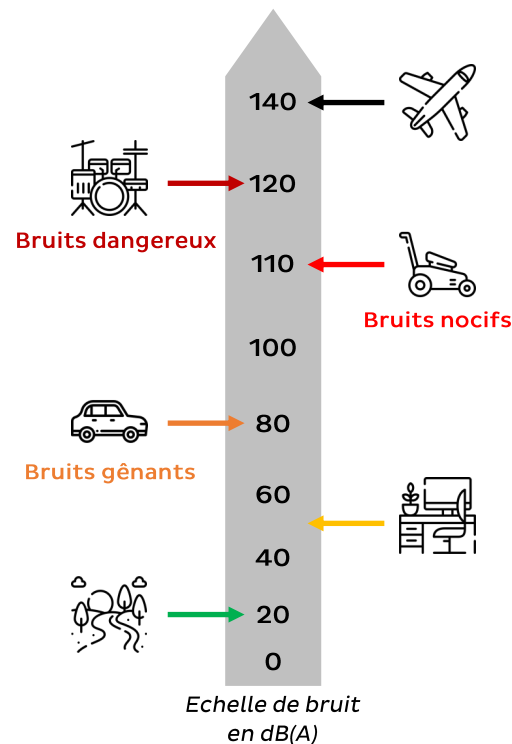 140
120
Bruits dangereux
110
Bruits nocifs
100
80
Bruits gênants
60
40
20
0
Echelle de bruit
en dB(A)